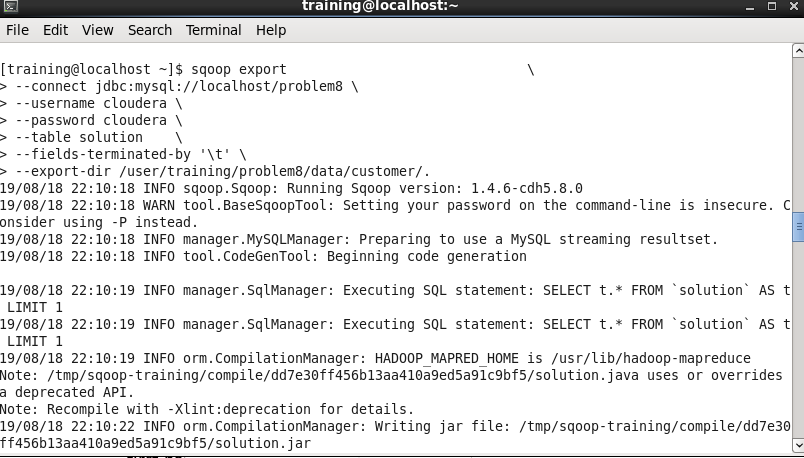 training@localhost:~
File Edit View Search Terminal Help
[training@localhost ~]$ sqoop export \
> --connect jdbc:mysql://localhost/problem8 \
> --username cloudera \
> --password cloudera \
> --table solution \
> --fields-terminated-by '\t' \
> --export-dir /user/training/problem8/data/customer/.
19/08/18 22:10:18 INFO sqoop.Sqoop: Running Sqoop version: 1.4.6-cdh5.8.0
19/08/18 22:10:18 WARN tool.BaseSqoopTool: Setting your password on the command-line is insecure. C
onsider using -P instead.
19/08/18 22:10:18 INFO manager.MySQLManager: Preparing to use a MySQL streaming resultset.
19/08/18 22:10:18 INFO tool.CodeGenTool: Beginning code generation
19/08/18 22:10:19 INFO manager.SqlManager: Executing SQL statement: SELECT t.* FROM `solution` AS t
 LIMIT 1
19/08/18 22:10:19 INFO manager.SqlManager: Executing SQL statement: SELECT t.* FROM `solution` AS t
 LIMIT 1
19/08/18 22:10:19 INFO orm.CompilationManager: HADOOP_MAPRED_HOME is /usr/lib/hadoop-mapreduce
Note: /tmp/sqoop-training/compile/dd7e30ff456b13aa410a9ed5a91c9bf5/solution.java uses or overrides
a deprecated API.
Note: Recompile with -Xlint:deprecation for details.
19/08/18 22:10:22 INFO orm.CompilationManager: Writing jar file: /tmp/sqoop-training/compile/dd7e30
ff456b13aa410a9ed5a91c9bf5/solution.jar